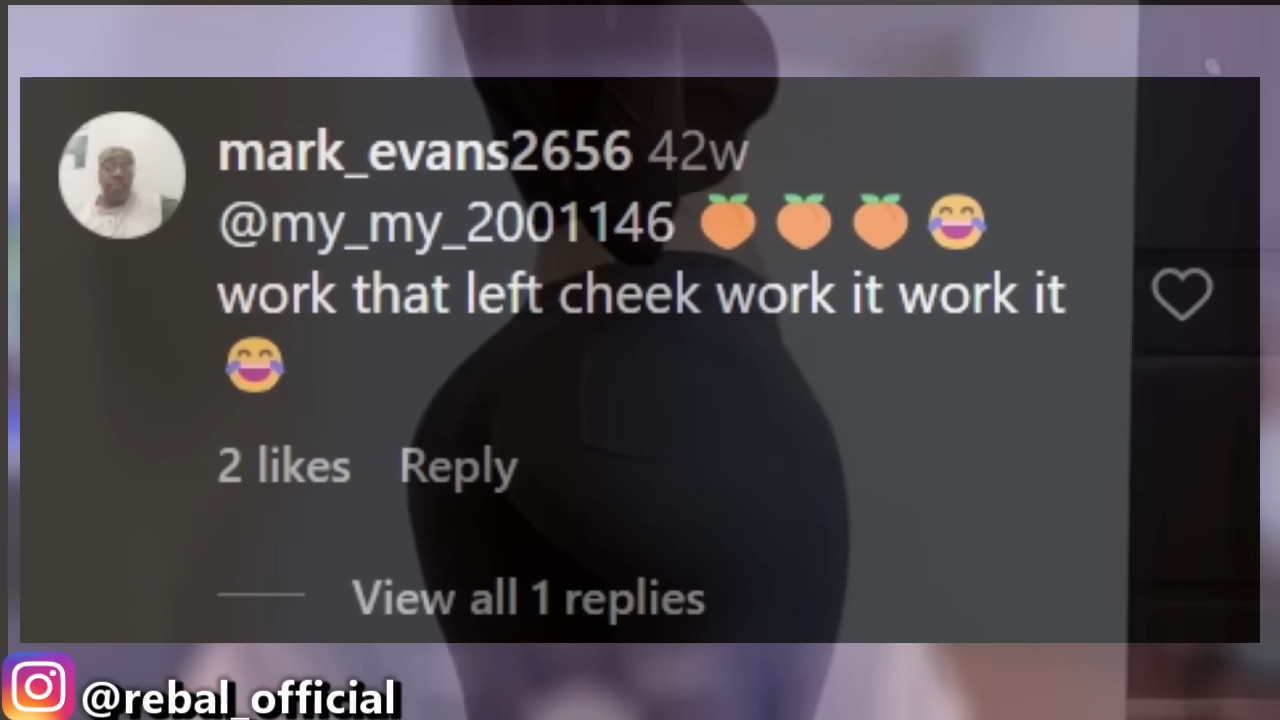 mark_evans2656 42w
@my_my_2001146 🍑 🍑 🍑 😂
work that left cheek work it work it
😂
2 likes Reply
View all 1 replies
@rebal_official